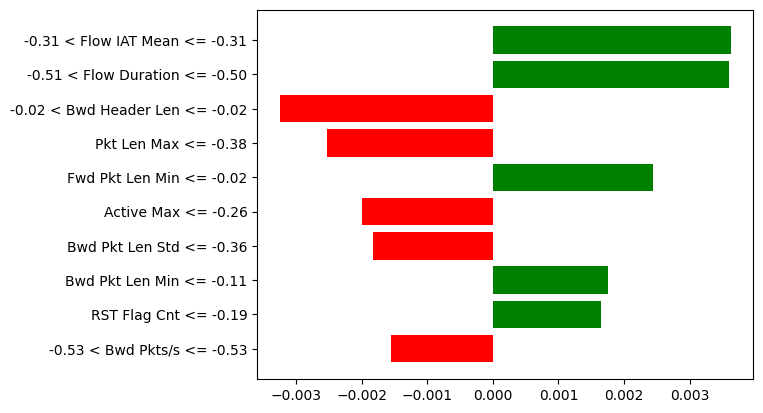 -0.31 < Flow IAT Mean <= -0.31
-0.51 < Flow Duration <= -0.50
-0.02 < Bwd Header Len <= -0.02
Pkt Len Max <= -0.38
Fwd Pkt Len Min <= -0.02
Active Max <= -0.26
Bwd Pkt Len Std <= -0.36
Bwd Pkt Len Min <= -0.11
RST Flag Cnt <= -0.19
-0.53 < Bwd Pkts/s <= -0.53
−0.003 −0.002 −0.001 0.000 0.001 0.002 0.003